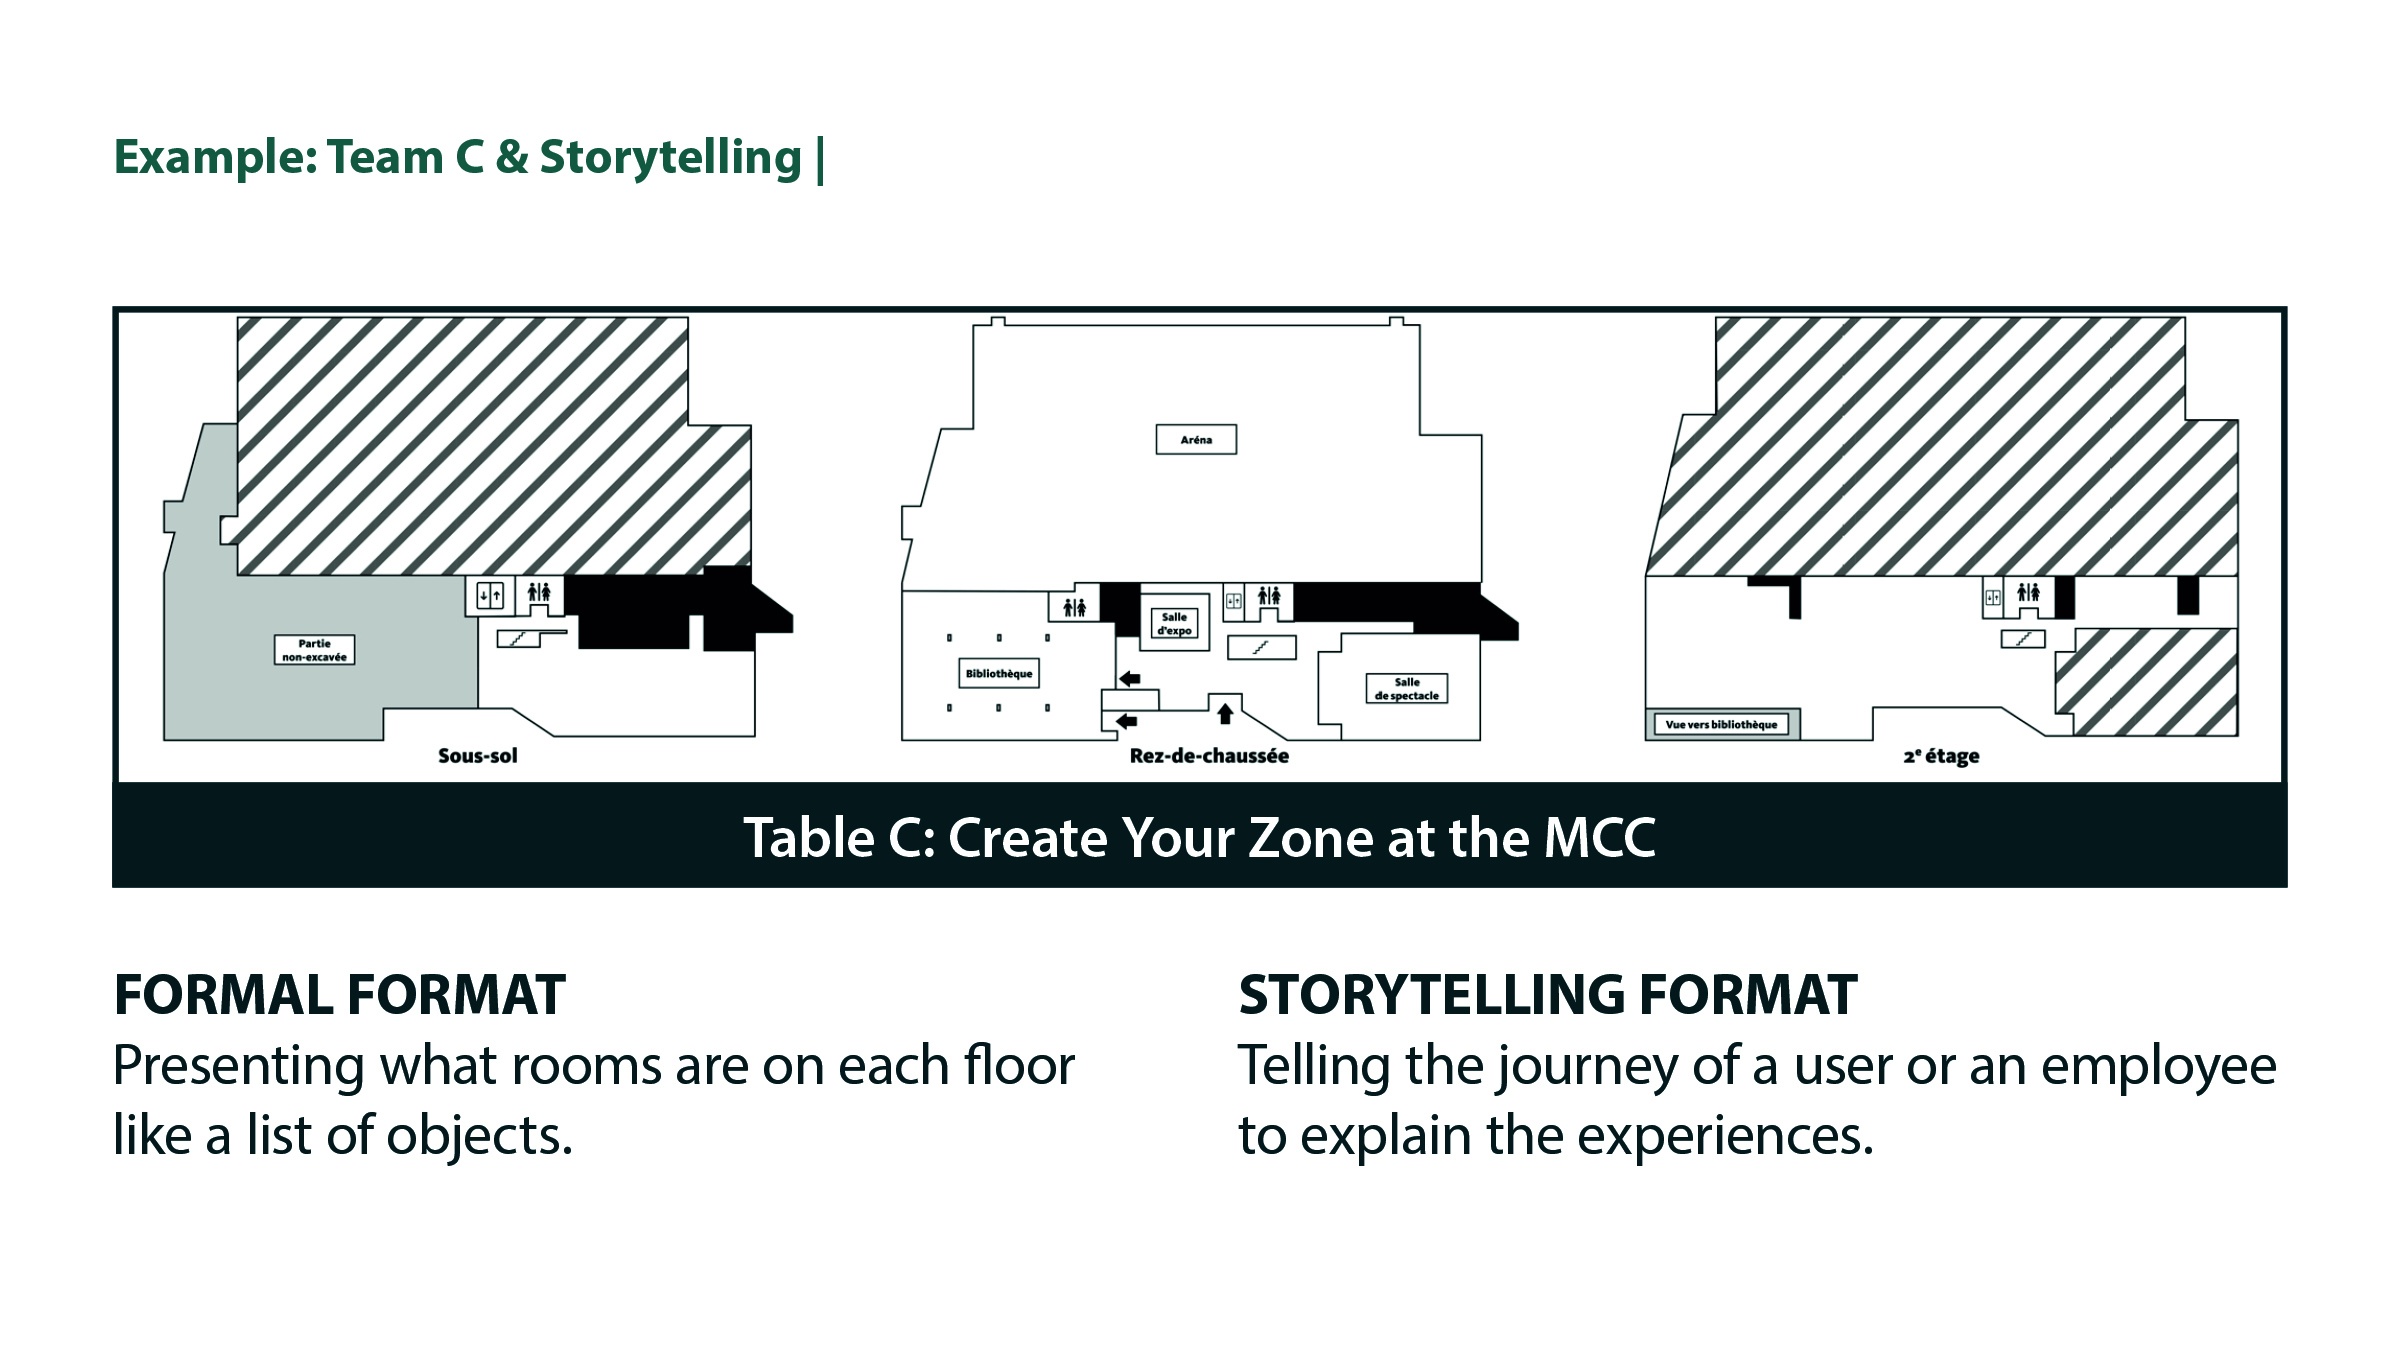 Example: Team C & Storytelling |
Partie
non-excavée
Sous-sol
Aréna
Salle
d'expo
Bibliothèque
Salle
de spectacle
Rez-de-chaussée
Vue vers bibliothèque
2e étage
Table C: Create Your Zone at the MCC
FORMAL FORMAT
Presenting what rooms are on each floor
like a list of objects.
STORYTELLING FORMAT
Telling the journey of a user or an employee
to explain the experiences.